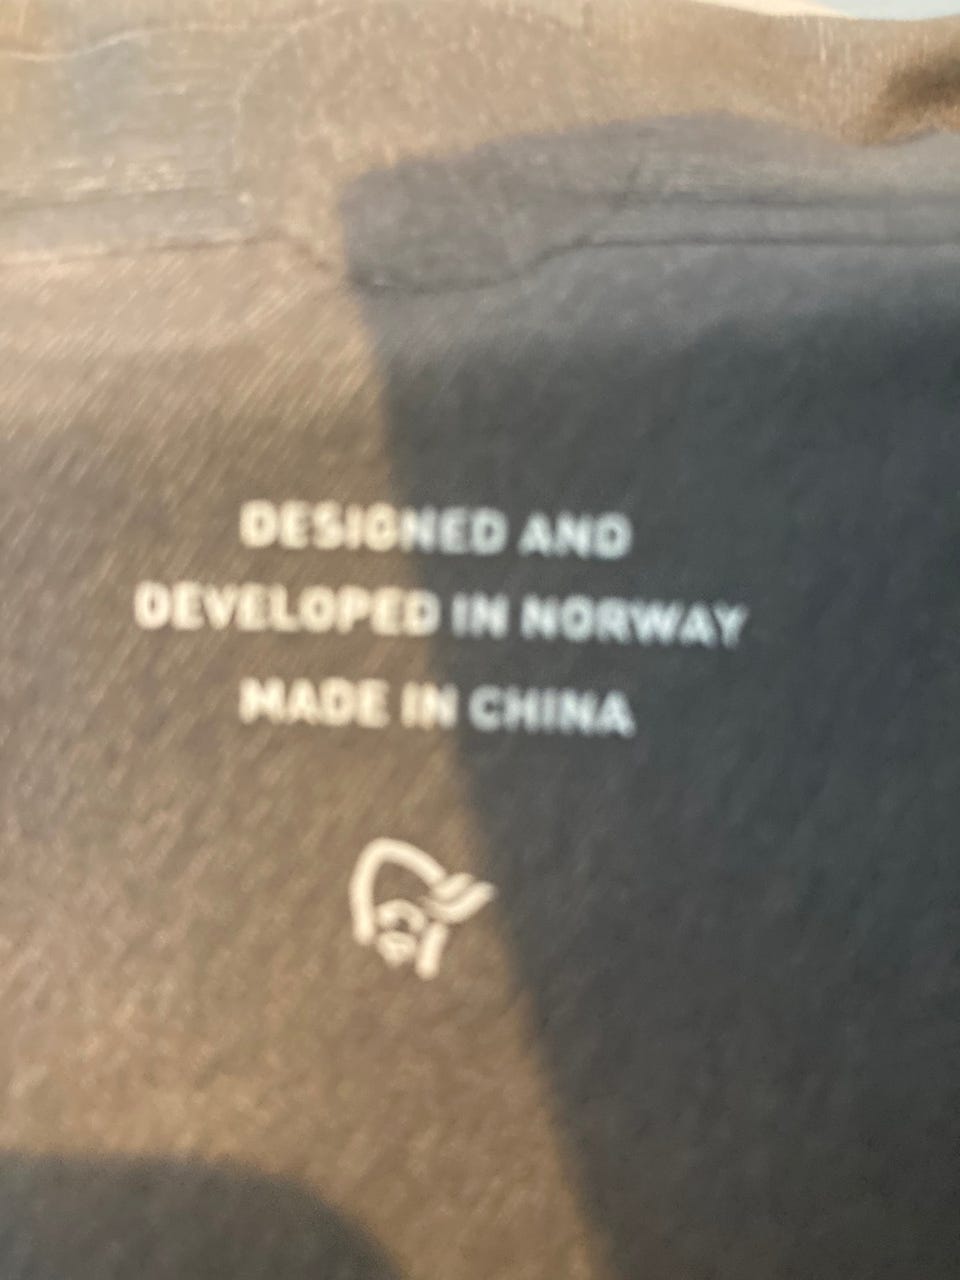 DESIGNED AND
DEVELOPED IN NORWAY
MADE IN CHINA